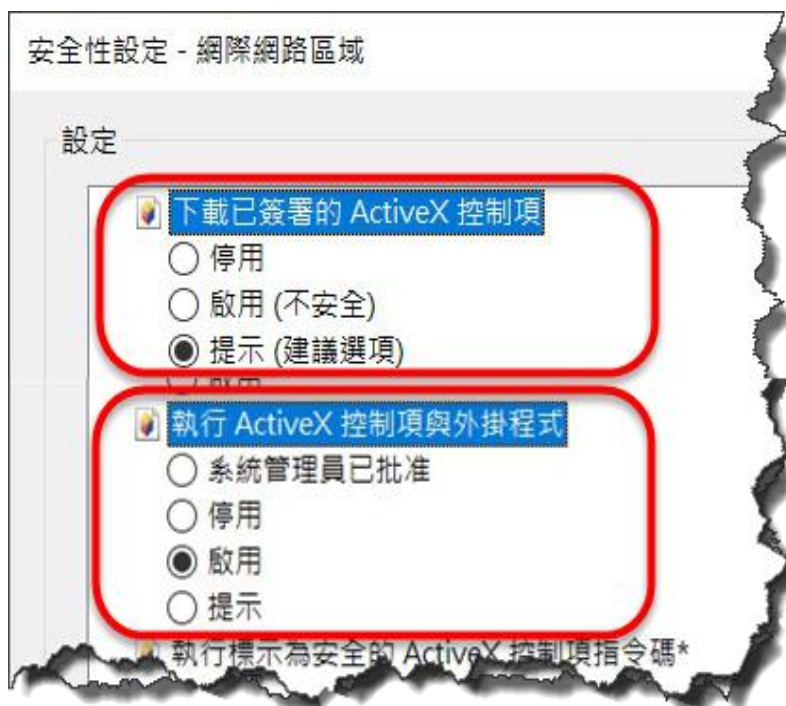 安全性設定 - 網際網路區域
設定
下載已簽署的 ActiveX 控制項
停用
啟用 (不安全)
提示 (建議選項)
啟用
執行 ActiveX 控制項與外掛程式
系統管理員已批准
停用
啟用
提示
執行標示為安全的 ActiveX 控制項指令碼*